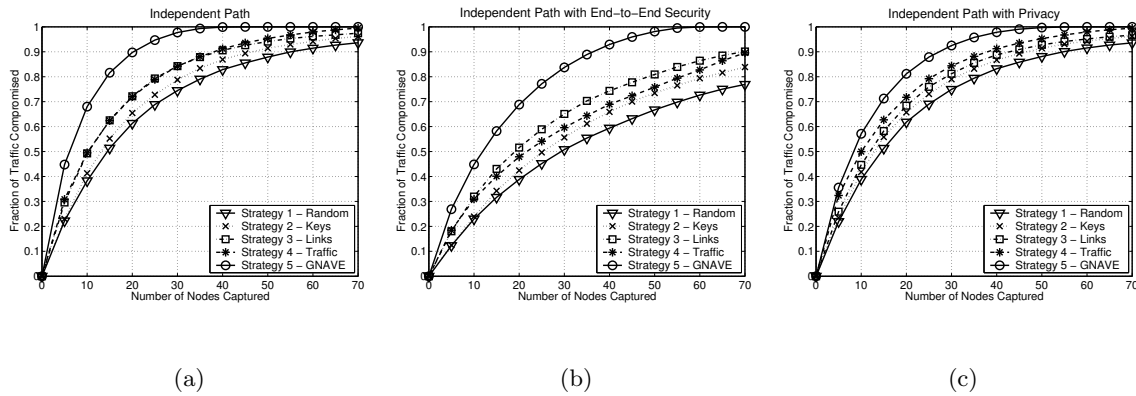 Independent Path
Fraction of Traffic Compromised
1
0.9
0.8
0.7
0.6
0.5
0.4
0.3
0.2
0.1
0
0 10 20 30 40 50 60 70
Number of Nodes Captured
Strategy 1 − Random
Strategy 2 − Keys
Strategy 3 − Links
Strategy 4 − Traffic
Strategy 5 − GNAVE
(a)
Independent Path with End−to−End Security
Fraction of Traffic Compromised
1
0.9
0.8
0.7
0.6
0.5
0.4
0.3
0.2
0.1
0
0 10 20 30 40 50 60 70
Number of Nodes Captured
Strategy 1 − Random
Strategy 2 − Keys
Strategy 3 − Links
Strategy 4 − Traffic
Strategy 5 − GNAVE
(b)
Independent Path with Privacy
Fraction of Traffic Compromised
1
0.9
0.8
0.7
0.6
0.5
0.4
0.3
0.2
0.1
0
0 10 20 30 40 50 60 70
Number of Nodes Captured
Strategy 1 − Random
Strategy 2 − Keys
Strategy 3 − Links
Strategy 4 − Traffic
Strategy 5 − GNAVE
(c)